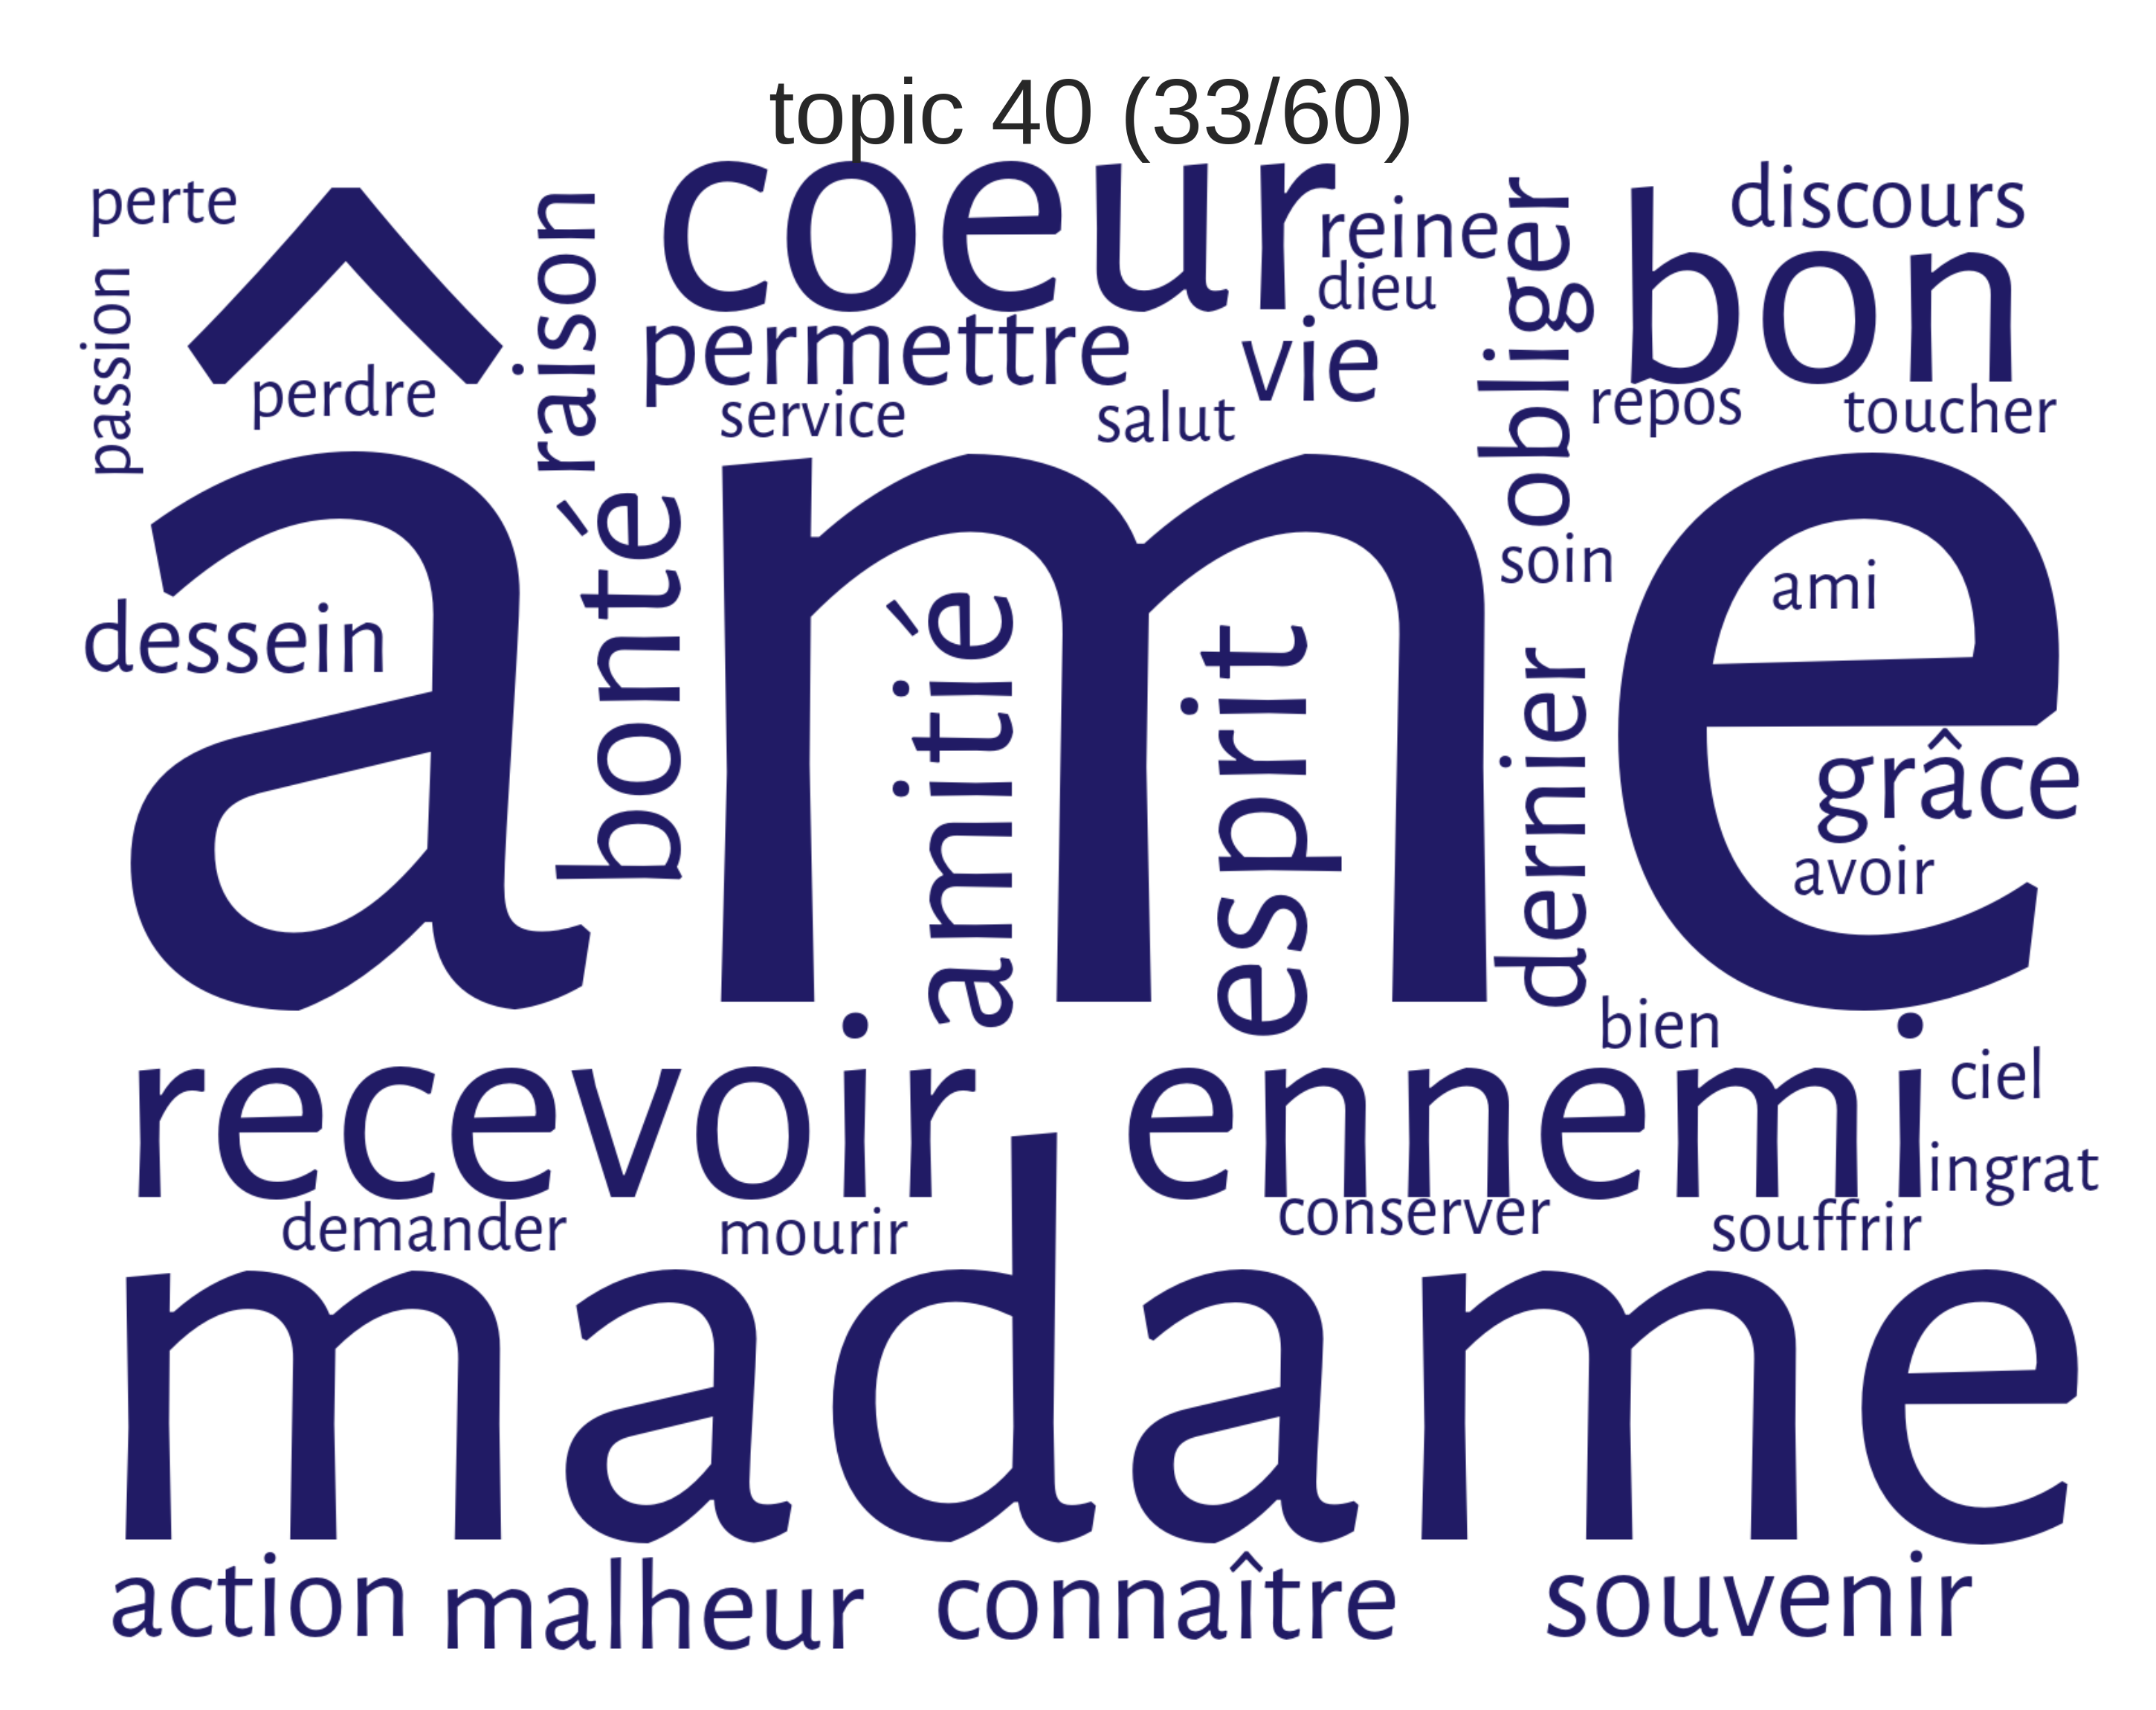 topic 40 (33/60)
perte
passion
perdre
raison
coeur
reine
dieu
permettre
vie
service
salut
obliger
discours
bon
repos
toucher
âme
dessein
bonté
amitié
esprit
soin
dernier
ami
grâce
avoir
bien
recevoir
ennemi
ciel
ingrat
demander
mourir
conserver
souffrir
madame
action
malheur
connaître
souvenir